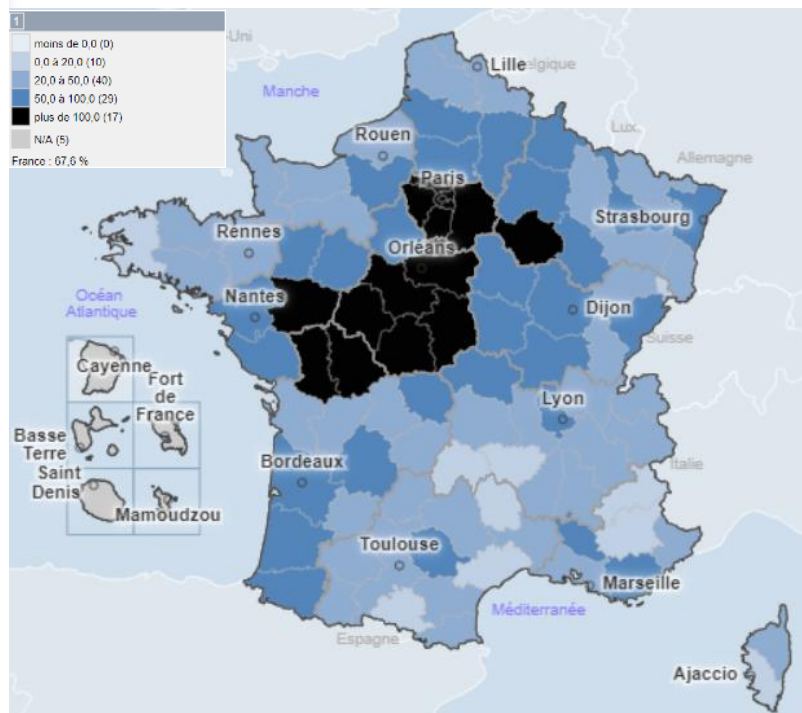 1
moins de 0,0 (0)
0,0 à 20,0 (10)
20,0 à 50,0 (40)
50,0 à 100,0 (29)
plus de 100,0 (17)
N/A (5)
France : 67,6 %
-Uni
Manche
Lille
Belgique
Rouen
Lux.
Allemagne
Paris
Strasbourg
Rennes
Orléans
Océan
Atlantique
Nantes
Dijon
Suisse
Cayenne
Fort
de
France
Lyon
Basse
Terre
Saint
Denis
Mamoudzou
Bordeaux
Italie
Toulouse
Marseille
Méditerranée
Espagne
Ajaccio